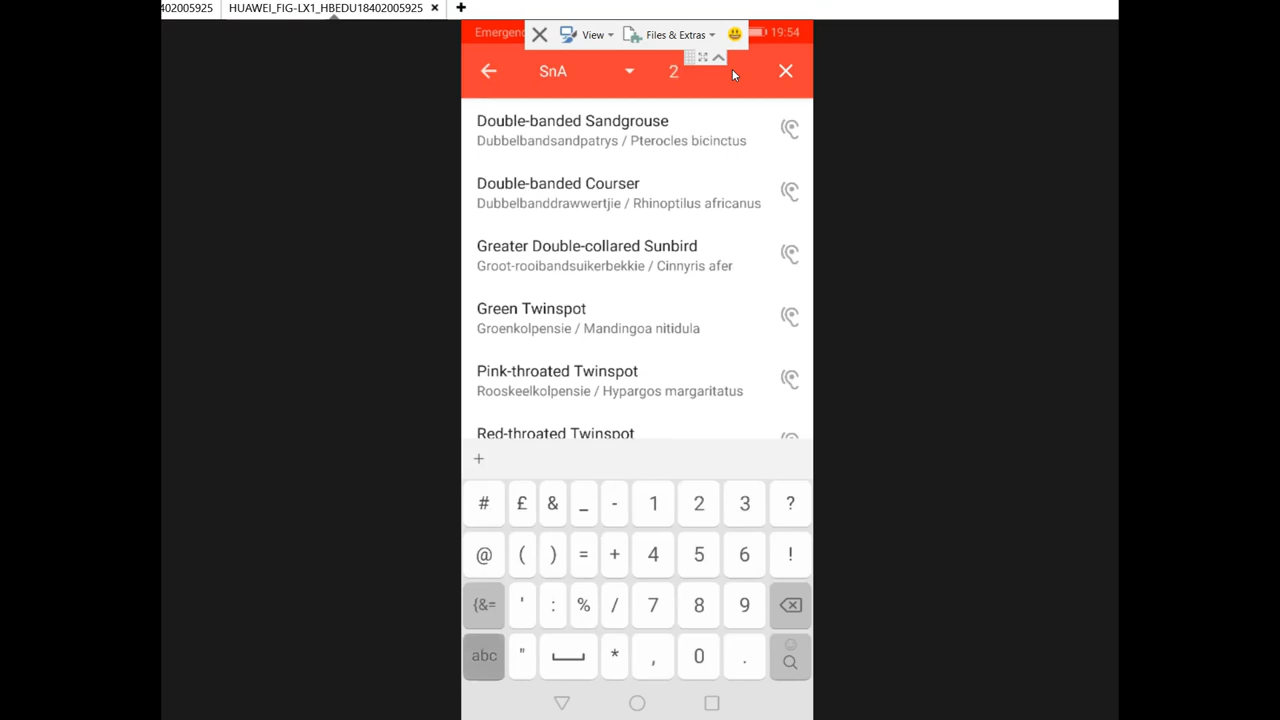 402005925 HUAWEI_FIG-LX1_HBEDU18402005925
Emergen View Files & Extras 19:54
SnA 2
Double-banded Sandgrouse
Dubbelbandsandpatrys / Pterocles bicinctus
Double-banded Courser
Dubbelbanddrawwertjie / Rhinoptilus africanus
Greater Double-collared Sunbird
Groot-rooibandsuikerbekkie / Cinnyris afer
Green Twinspot
Groenkolpensie / Mandingoa nitidula
Pink-throated Twinspot
Rooskeelkolpensie / Hypargos margaritatus
Red-throated Twinspot
+
# £ & _ - 1 2 3 ?
@ ( ) = + 4 5 6 !
{&= ' : % / 7 8 9
abc " * , 0 .